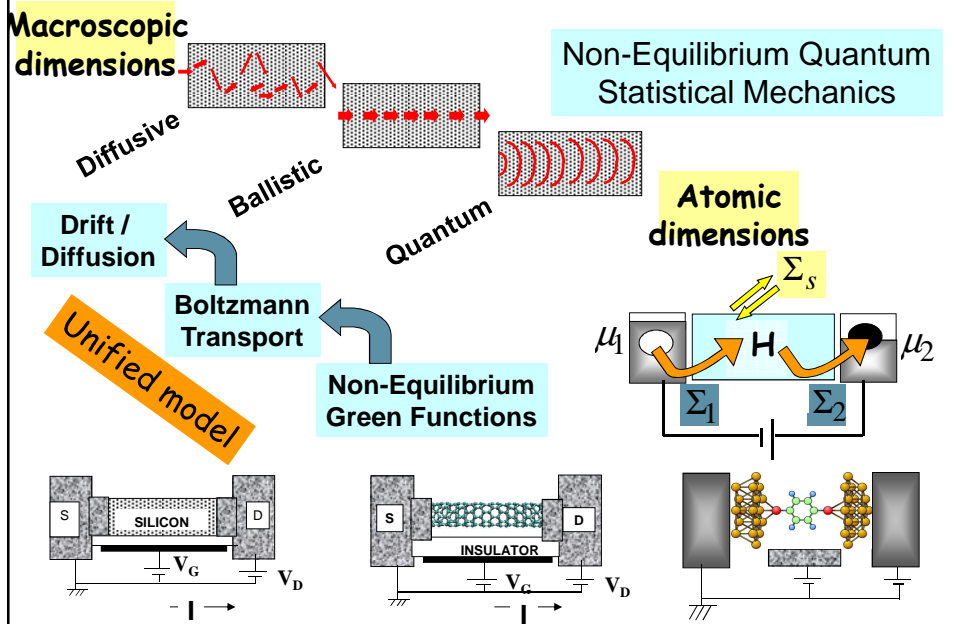 Macroscopic
dimensions
Non-Equilibrium Quantum
Statistical Mechanics
Diffusive
Ballistic
Quantum
Atomic
dimensions
Drift /
Diffusion
Boltzmann
Transport
Non-Equilibrium
Green Functions
Unified model
Σs
μ1
H
μ2
Σ1
Σ2
S
SILICON
D
VG
VD
I
S
D
INSULATOR
VG
VD
I